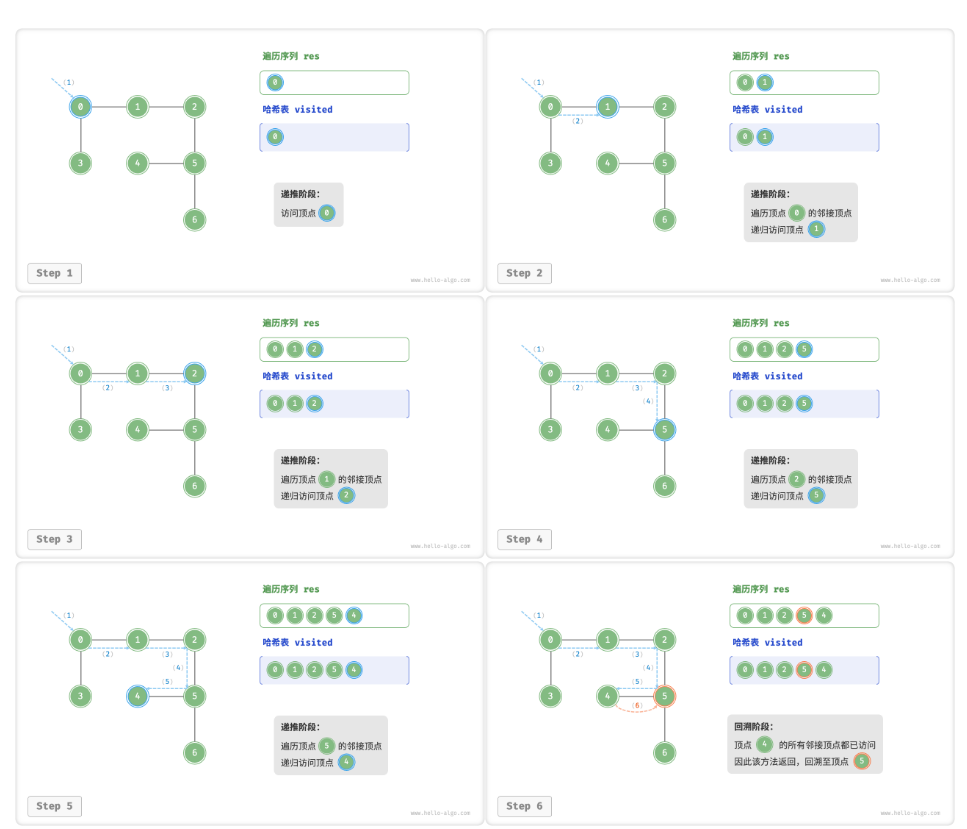 遍历序列 res
0
(1)
0 1 2
哈希表 visited
0
3 4 5
递推阶段：
访问顶点 0
6
Step 1
www.hello-algo.com
遍历序列 res
0 1
(1)
0 1 2
哈希表 visited
(2)
0 1
3 4 5
递推阶段：
遍历顶点 0 的邻接顶点
递归访问顶点 1
6
Step 2
www.hello-algo.com
遍历序列 res
0 1 2
(1)
0 1 2
哈希表 visited
(2) (3)
0 1 2
3 4 5
递推阶段：
遍历顶点 1 的邻接顶点
递归访问顶点 2
6
Step 3
www.hello-algo.com
遍历序列 res
0 1 2 5
(1)
0 1 2
哈希表 visited
(2) (3)
(4)
0 1 2 5
3 4 5
递推阶段：
遍历顶点 2 的邻接顶点
递归访问顶点 5
6
Step 4
www.hello-algo.com
遍历序列 res
0 1 2 5 4
(1)
0 1 2
哈希表 visited
(2) (3)
(4)
0 1 2 5 4
(5)
3 4 5
递推阶段：
遍历顶点 5 的邻接顶点
递归访问顶点 4
6
Step 5
www.hello-algo.com
遍历序列 res
0 1 2 5 4
(1)
0 1 2
哈希表 visited
(2) (3)
(4)
0 1 2 5 4
(5)
3 4 5
(6)
回溯阶段：
顶点 4 的所有邻接顶点都已访问
因此该方法返回，回溯至顶点 5
6
Step 6
www.hello-algo.com